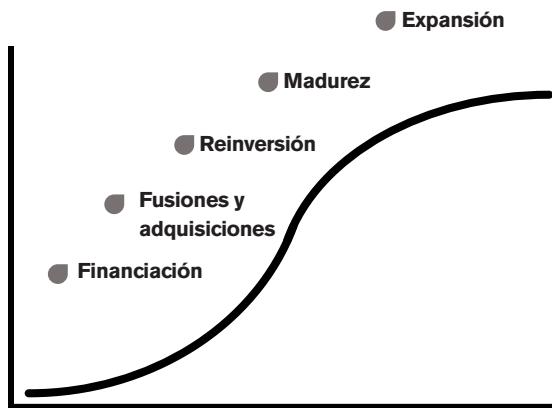 Expansión
Madurez
Reinversión
Fusiones y
adquisiciones
Financiación